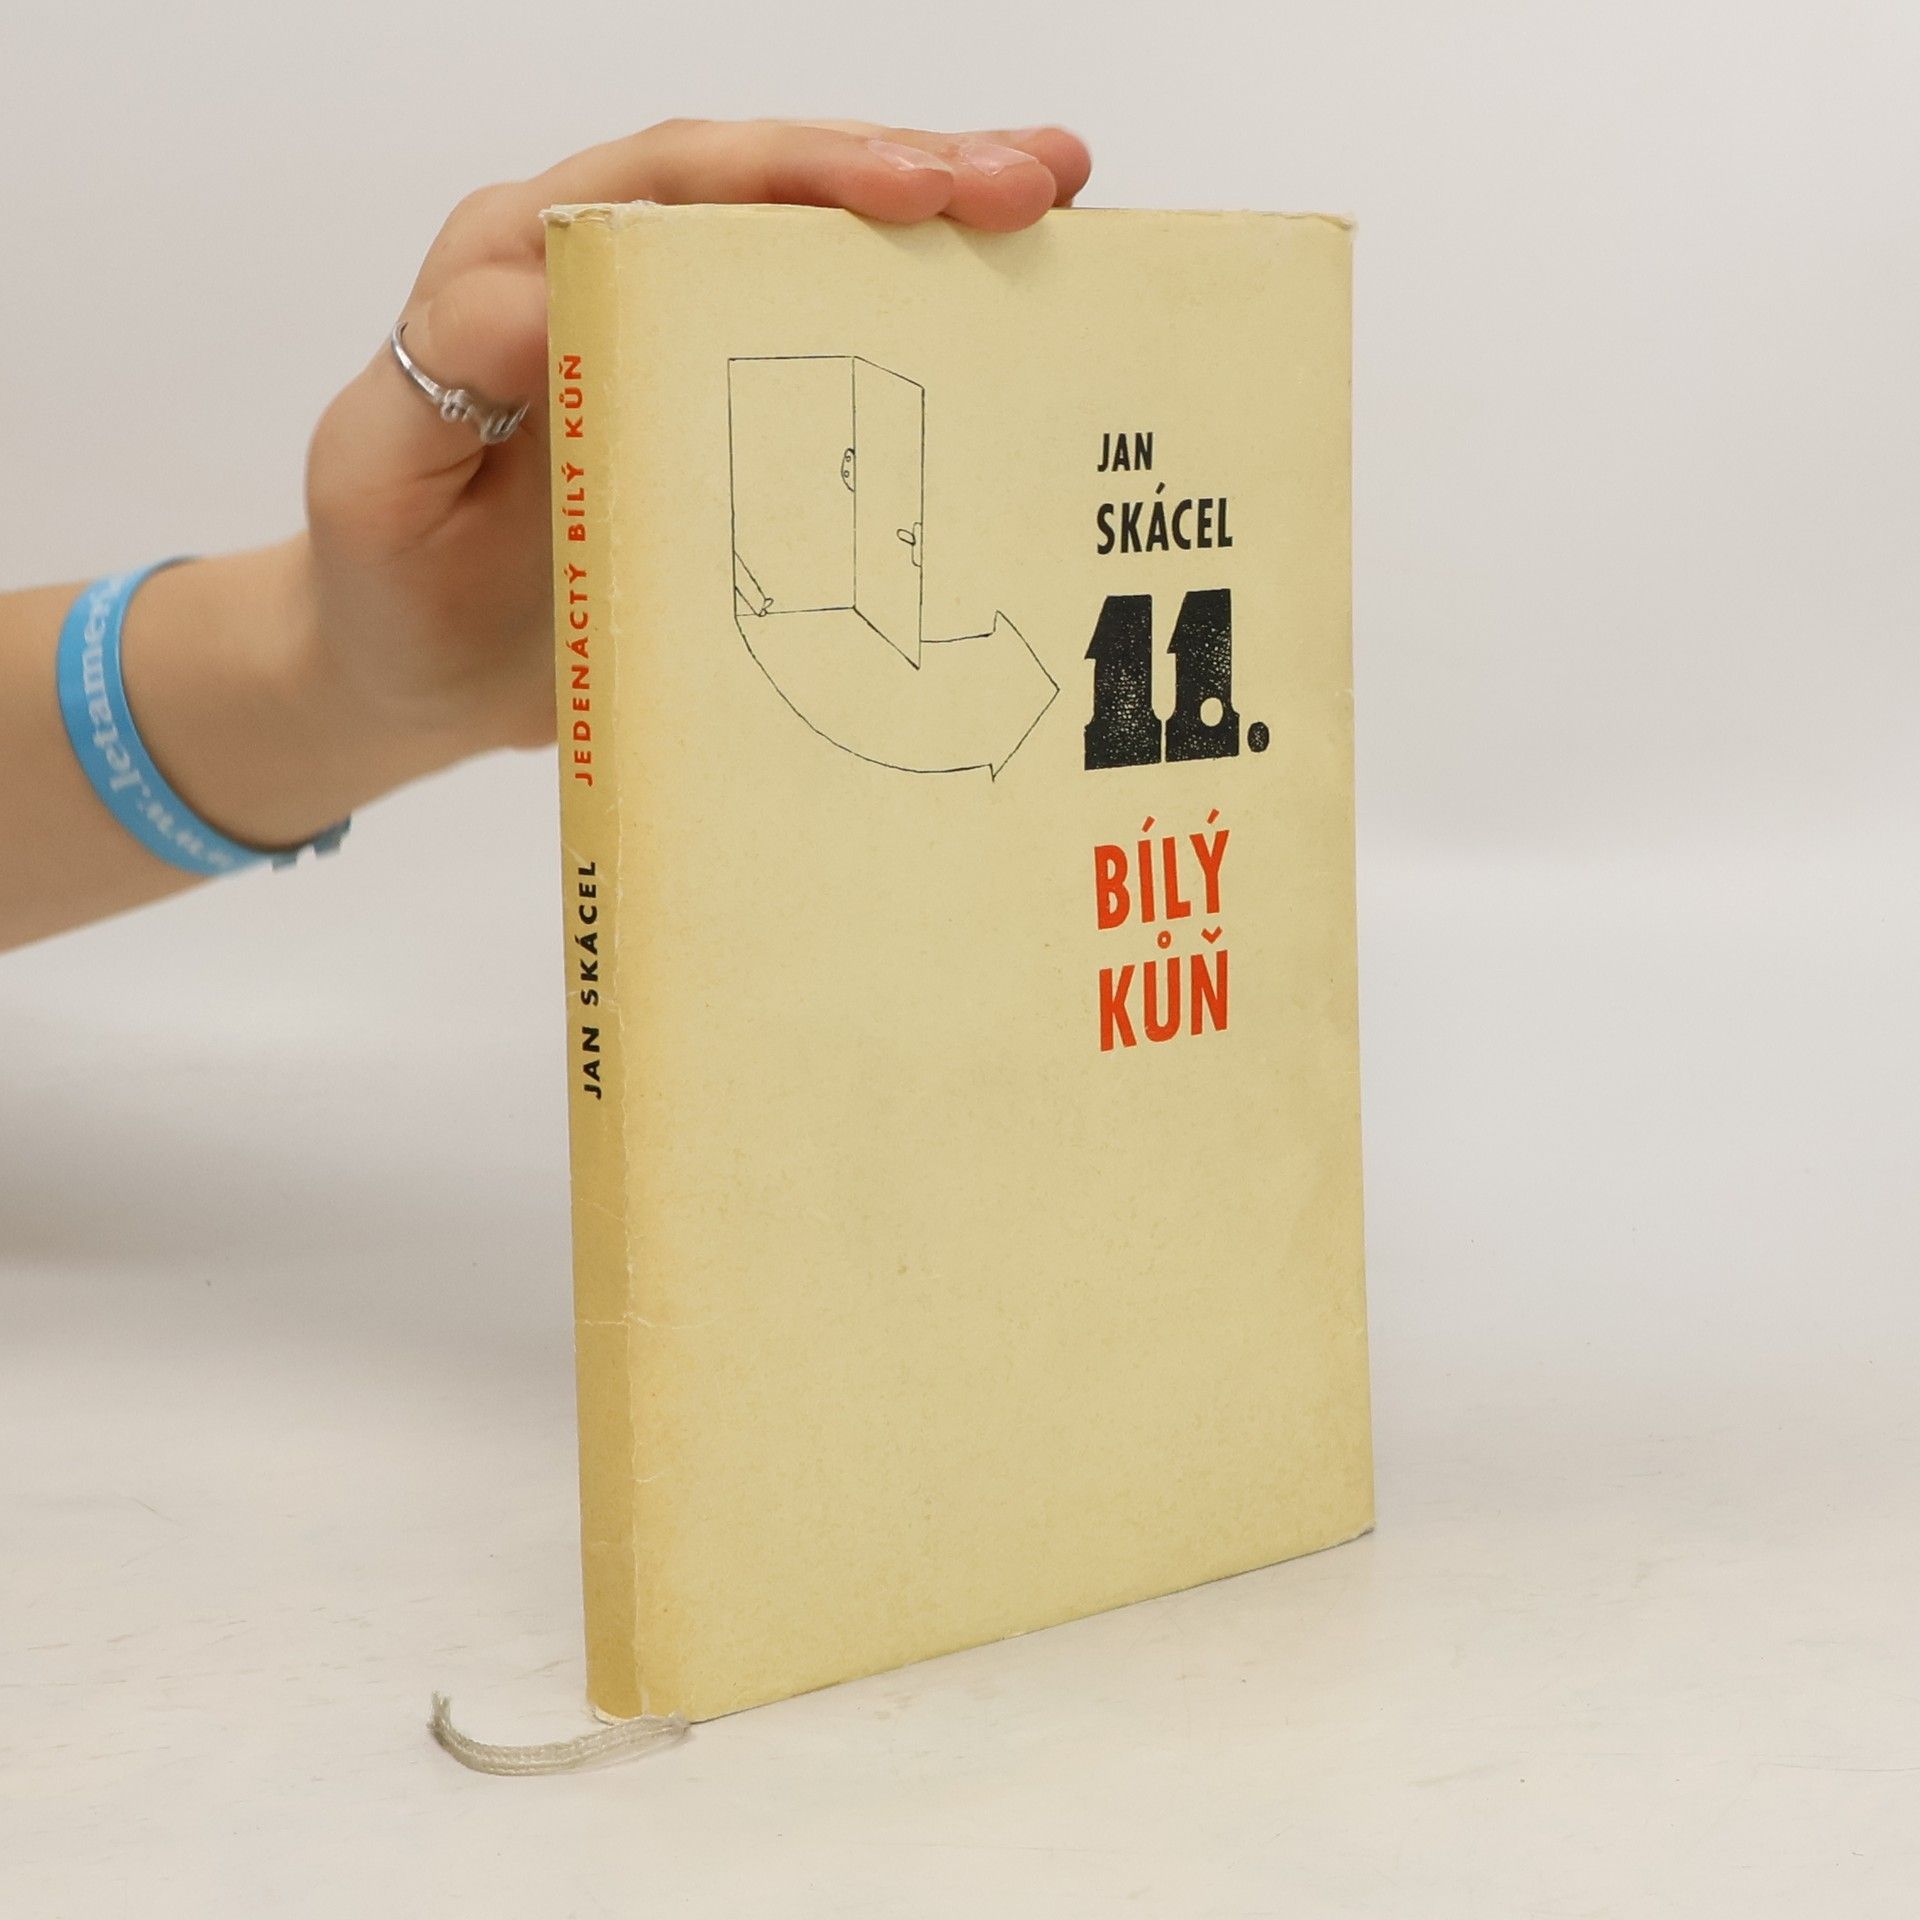 JAN SKÁCEL JEDENÁCTÝ BÍLÝ KŮŇ
JAN
SKÁCEL
11.
BÍLÝ
KŮŇ